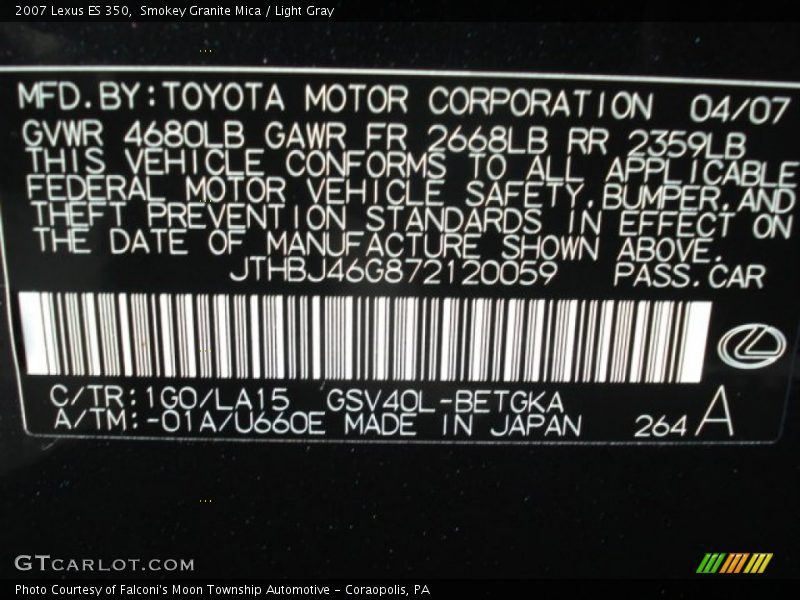 2007 Lexus ES 350, Smokey Granite Mica / Light Gray
MFD.BY:TOYOTA MOTOR CORPORATION 04/07
GVWR 4680LB GAWR FR 2668LB RR 2359LB
THIS VEHICLE CONFORMS TO ALL APPLICABLE
FEDERAL MOTOR VEHICLE SAFETY,BUMPER,AND
THEFT PREVENTION STANDARDS IN EFFECT ON
THE DATE OF MANUFACTURE SHOWN ABOVE.
JTHBJ46G872120059 PASS.CAR
C/TR:1G0/LA15 GSV40L-BETGKA
A/TM:-01A/U660E MADE IN JAPAN 264 A
GTCARLOT.COM
Photo Courtesy of Falconi's Moon Township Automotive - Coraopolis, PA